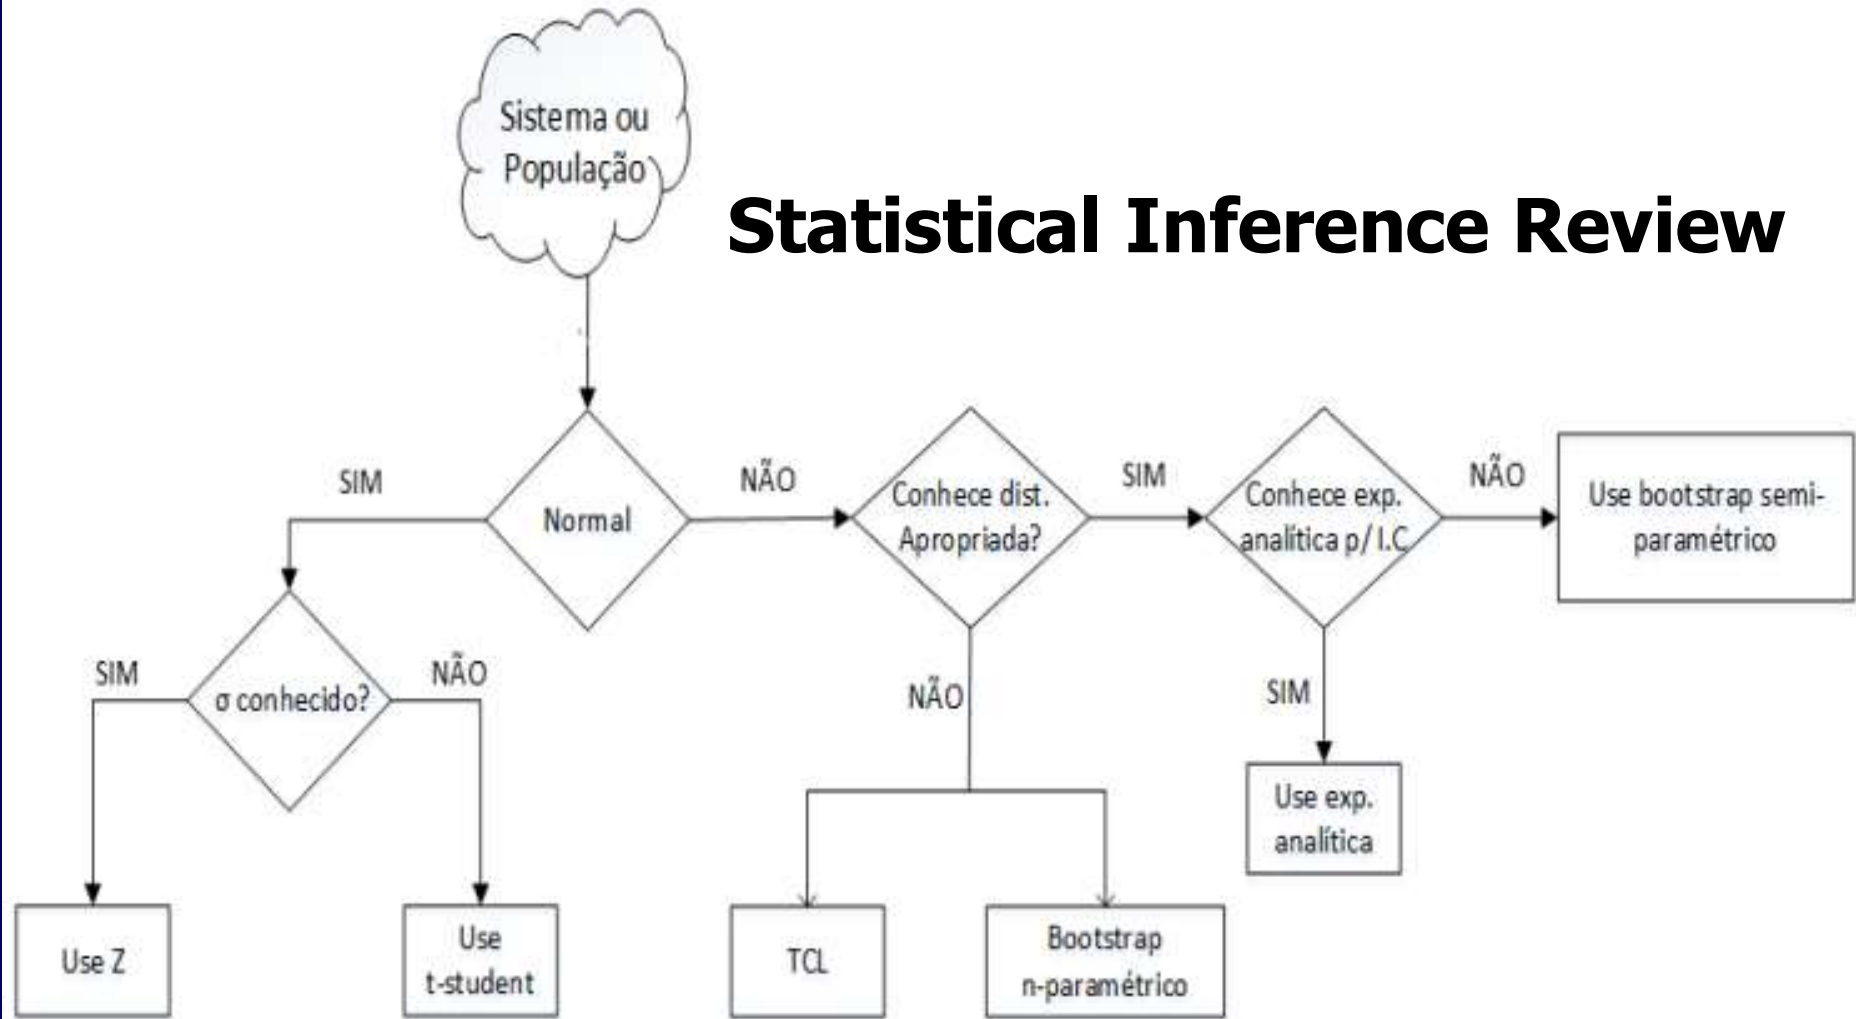 Sistema ou
População
Statistical Inference Review
SIM
Normal
NÃO
Conhece dist.
Apropriada?
SIM
Conhece exp.
analítica p/ I.C
NÃO
Use bootstrap semi-
paramétrico
SIM
σ conhecido?
NÃO
NÃO
SIM
Use exp.
analítica
Use Z
Use
t-student
TCL
Bootstrap
n-paramétrico